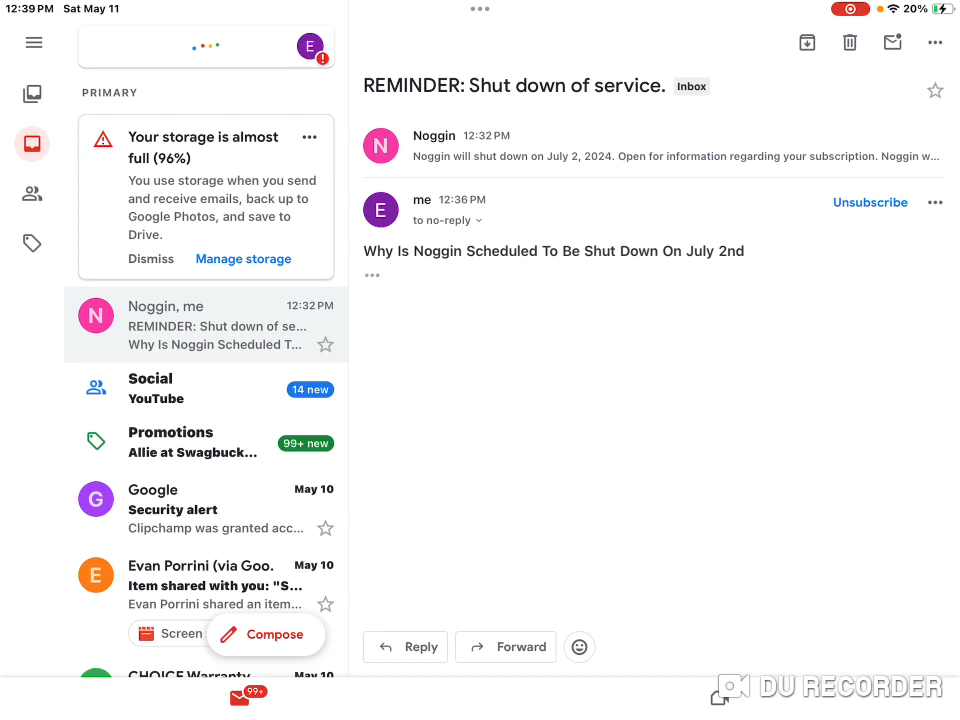 12:39 PM Sat May 11
20%
E
!
PRIMARY
Your storage is almost
full (96%)
You use storage when you send
and receive emails, back up to
Google Photos, and save to
Drive.
Dismiss Manage storage
N
Noggin, me 12:32 PM
REMINDER: Shut down of se...
Why Is Noggin Scheduled T...
Social
YouTube
14 new
Promotions
Allie at Swagbuck...
99+ new
G
Google May 10
Security alert
Clipchamp was granted acc...
E
Evan Porrini (via Goo. May 10
Item shared with you: "S...
Evan Porrini shared an item...
Screen
Compose
CHOICE Warranty May 10
99+
REMINDER: Shut down of service. Inbox
N
Noggin 12:32 PM
Noggin will shut down on July 2, 2024. Open for information regarding your subscription. Noggin w...
E
me 12:36 PM
to no-reply
Unsubscribe
Why Is Noggin Scheduled To Be Shut Down On July 2nd
Reply Forward
DU RECORDER